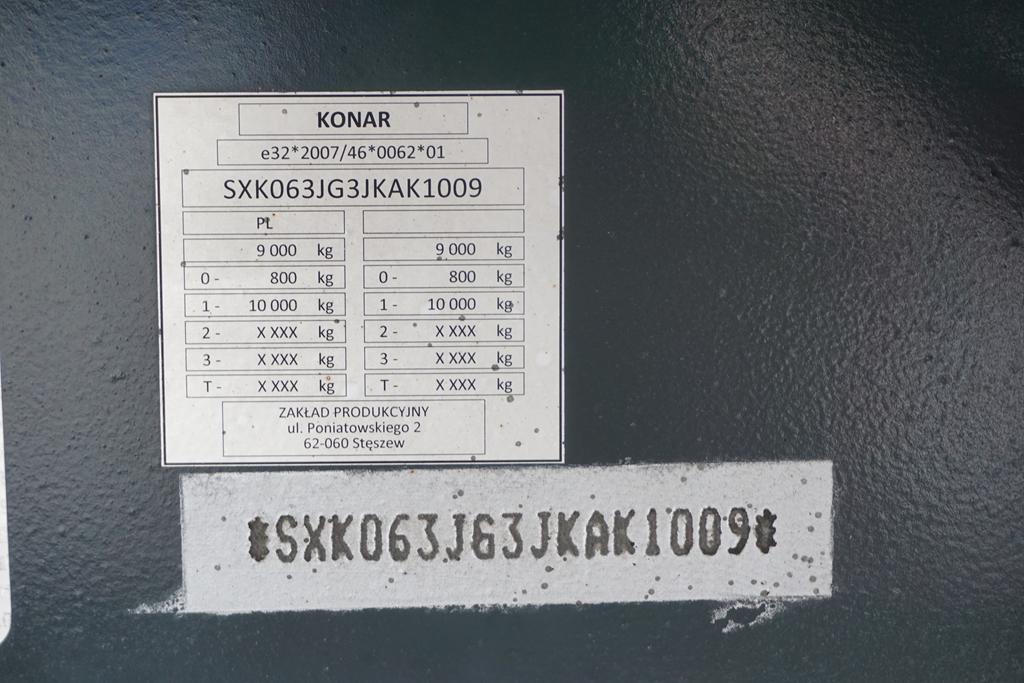 KONAR
e32*2007/46*0062*01
SXK063JG3JKAK1009
PL
9 000 kg 9 000 kg
0 - 800 kg 0 - 800 kg
1 - 10 000 kg 1 - 10 000 kg
2 - X XXX kg 2 - X XXX kg
3 - X XXX kg 3 - X XXX kg
T - X XXX kg T - X XXX kg
ZAKŁAD PRODUKCYJNY
ul. Poniatowskiego 2
62-060 Stęszew
*SXK063JG3JKAK1009*